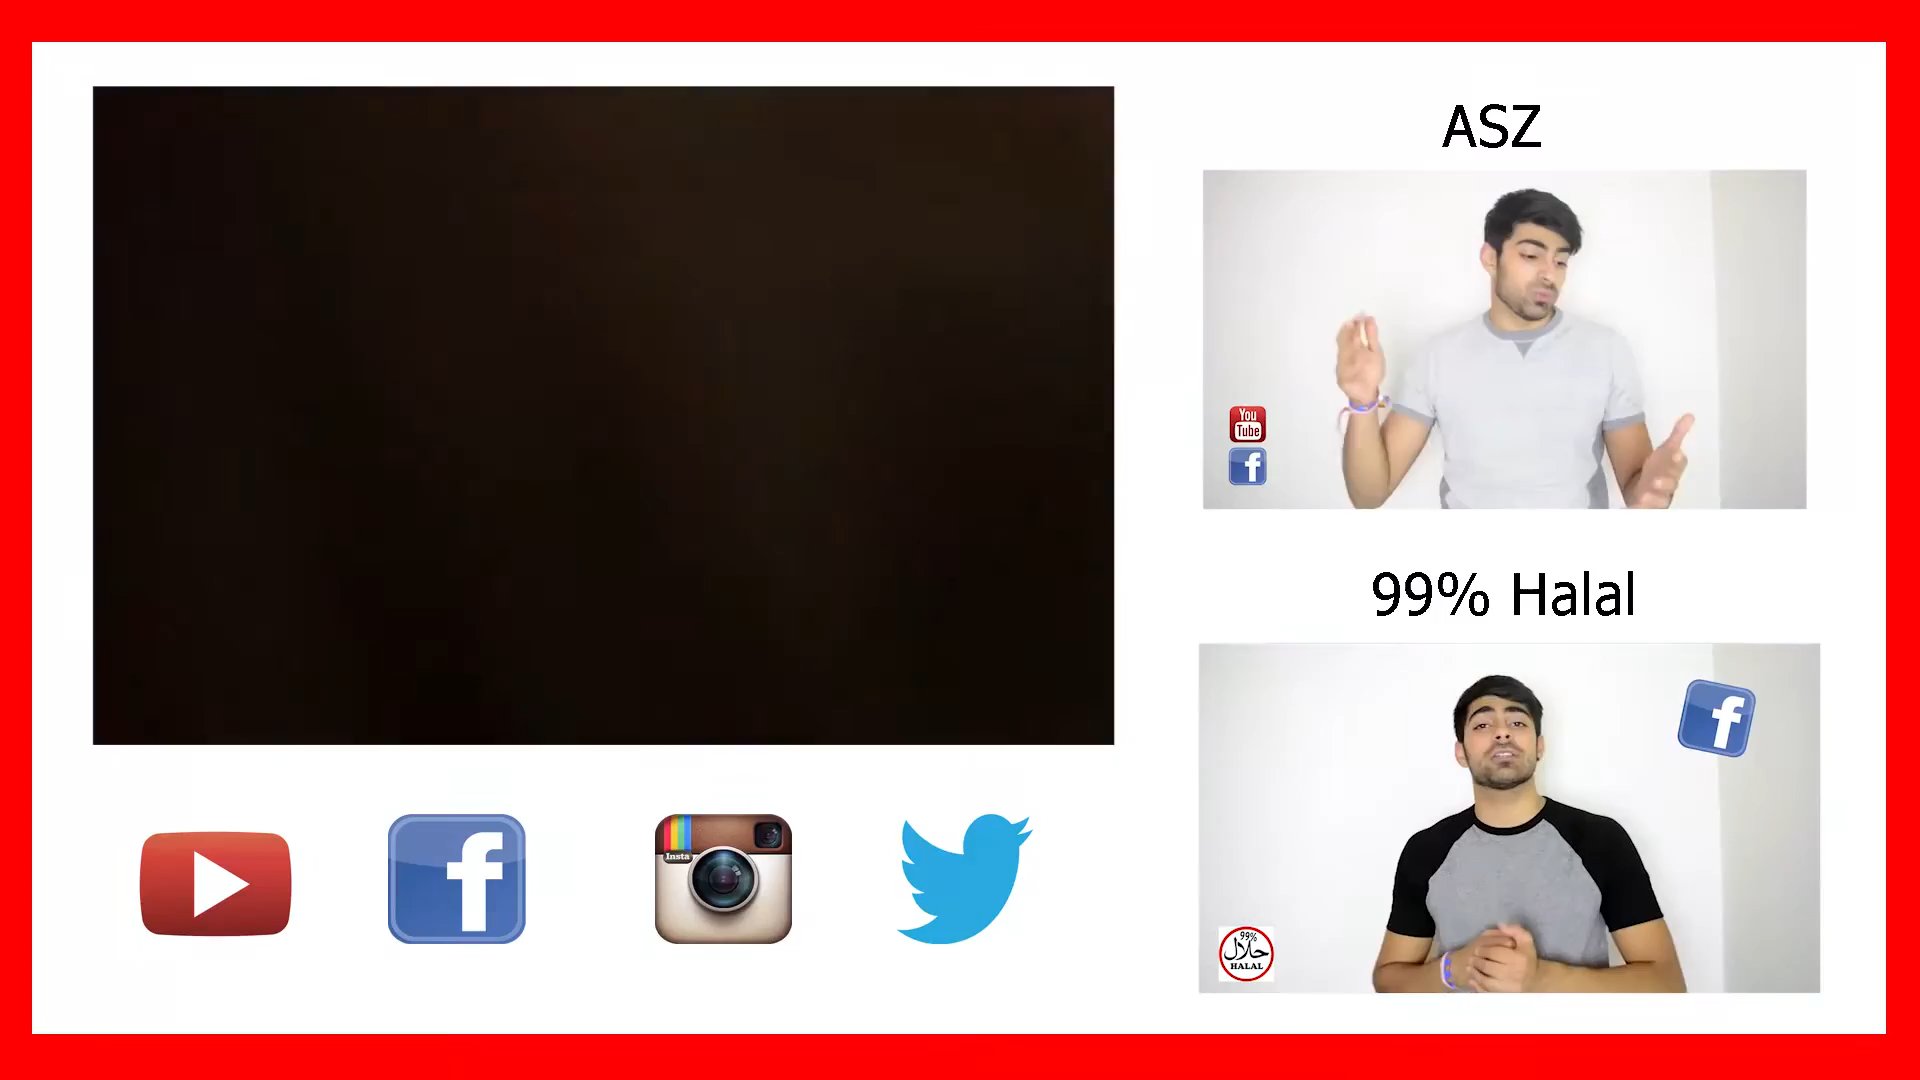 ASZ
You
Tube
f
99% Halal
f
Insta
f
99%
حلال
HALAL